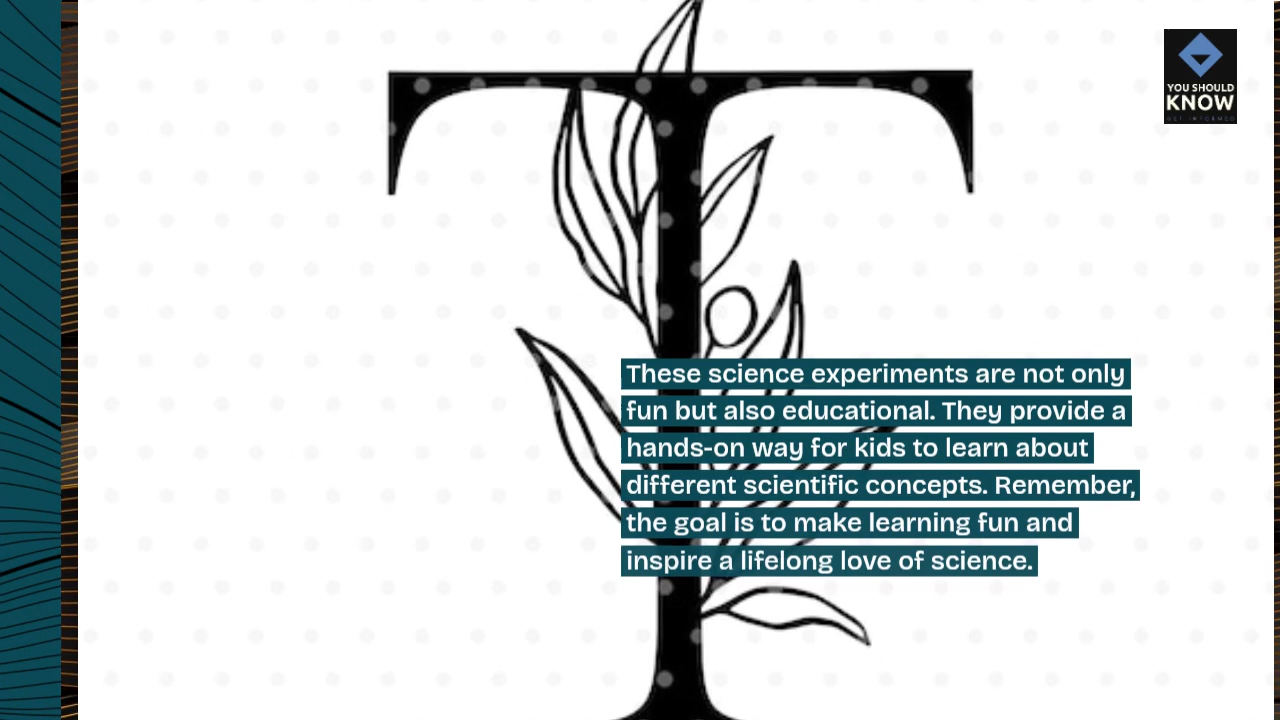 T
YOU SHOULD
KNOW
GET INFORMED
These science experiments are not only
fun but also educational. They provide a
hands-on way for kids to learn about
different scientific concepts. Remember,
the goal is to make learning fun and
inspire a lifelong love of science.